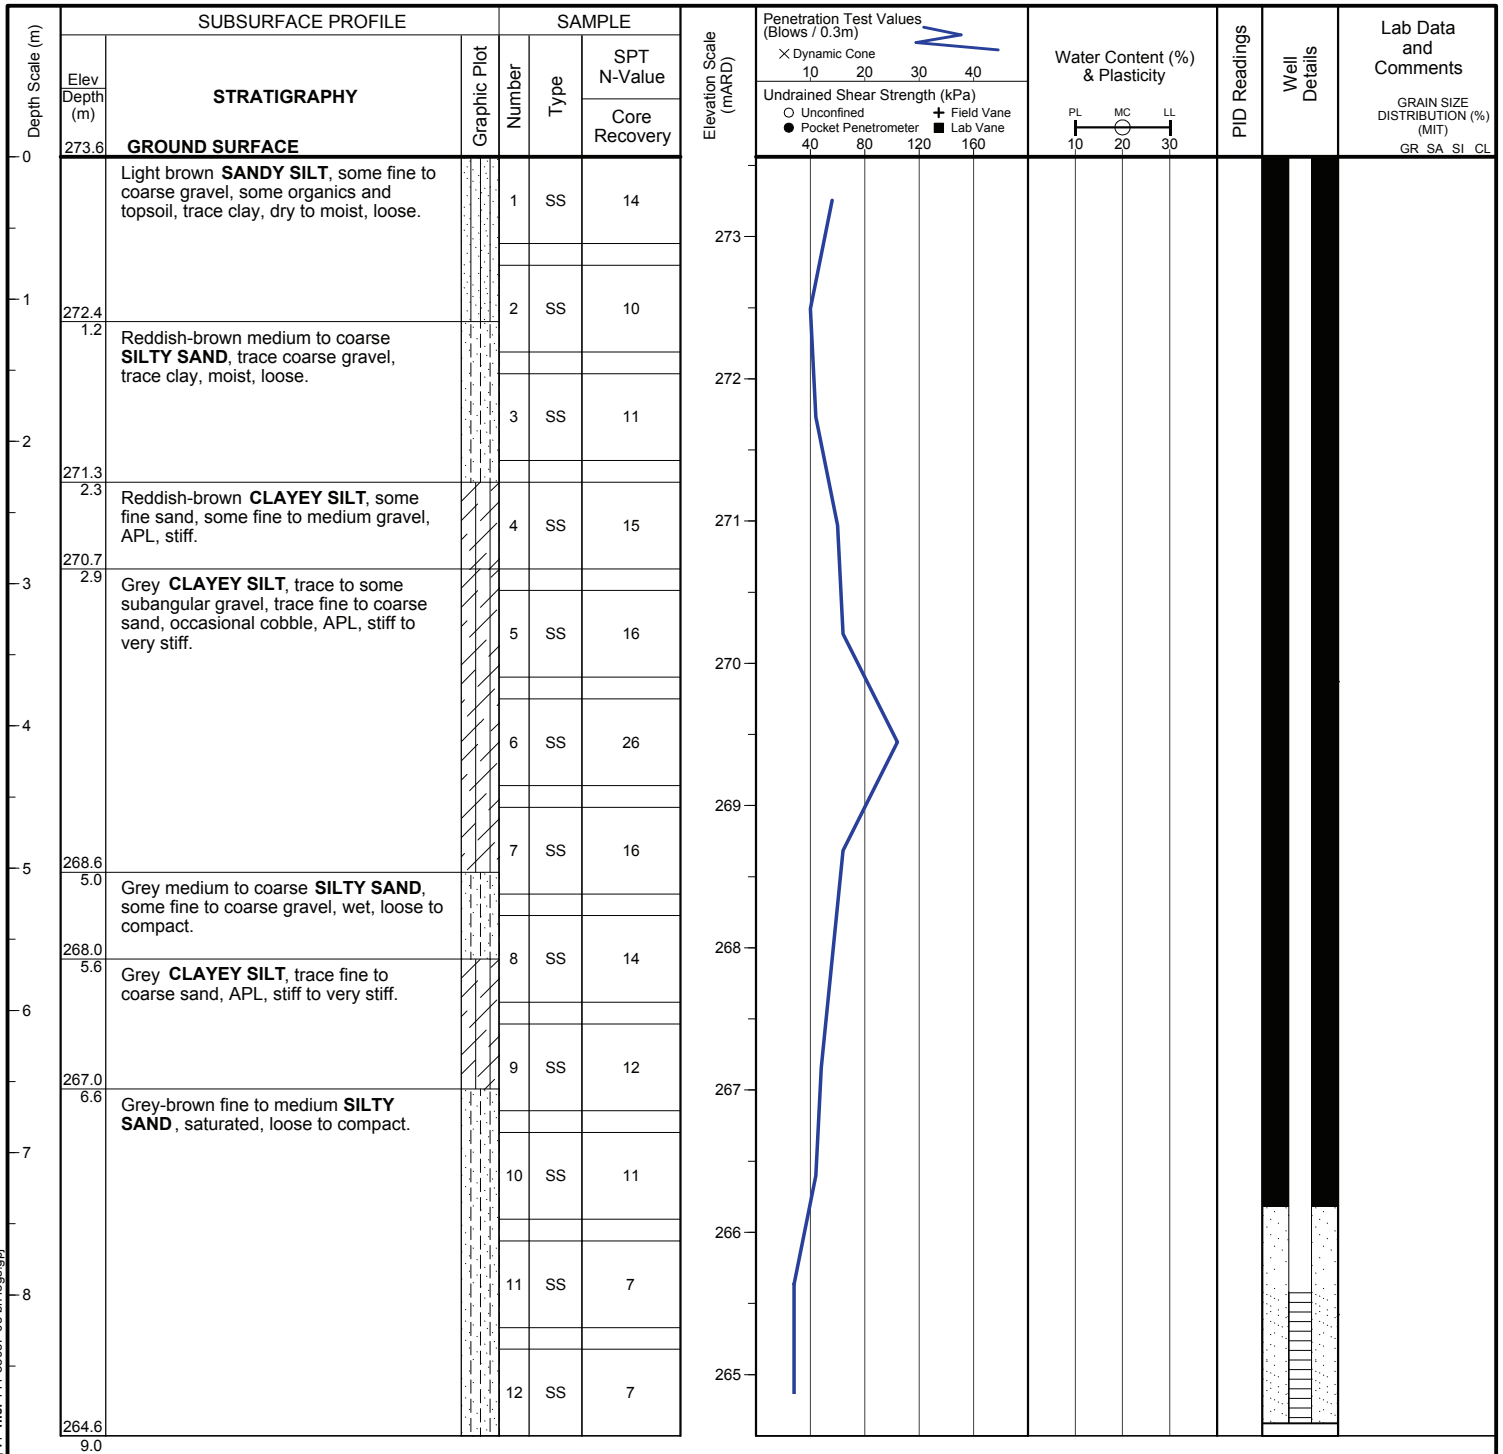 SUBSURFACE PROFILE
SAMPLE
Depth Scale (m)
Elev
Depth
(m)
STRATIGRAPHY
Graphic Plot
Number
Type
SPT
N-Value
Core
Recovery
Elevation Scale
(mARD)
Penetration Test Values
(Blows / 0.3m)
× Dynamic Cone
10 20 30 40
Undrained Shear Strength (kPa)
Unconfined
Field Vane
Pocket Penetrometer
Lab Vane
40 80 120 160
Water Content (%)
& Plasticity
PL MC LL
10 20 30
PID Readings
Well
Details
Lab Data
and
Comments
GRAIN SIZE
DISTRIBUTION (%)
(MIT)
GR SA SI CL
0
273.6
GROUND SURFACE
Light brown SANDY SILT, some fine to
coarse gravel, some organics and
topsoil, trace clay, dry to moist, loose.
1 SS 14
273
1
2 SS 10
272.4
1.2
Reddish-brown medium to coarse
SILTY SAND, trace coarse gravel,
trace clay, moist, loose.
272
3 SS 11
2
271.3
2.3
Reddish-brown CLAYEY SILT, some
fine sand, some fine to medium gravel,
APL, stiff.
4 SS 15
271
270.7
2.9
3
Grey CLAYEY SILT, trace to some
subangular gravel, trace fine to coarse
sand, occasional cobble, APL, stiff to
very stiff.
5 SS 16
270
4
6 SS 26
269
7 SS 16
268.6
5.0
5
Grey medium to coarse SILTY SAND,
some fine to coarse gravel, wet, loose to
compact.
268.0
5.6
268
8 SS 14
Grey CLAYEY SILT, trace fine to
coarse sand, APL, stiff to very stiff.
6
9 SS 12
267.0
6.6
267
Grey-brown fine to medium SILTY
SAND, saturated, loose to compact.
7
10 SS 11
266
8
11 SS 7
265
12 SS 7
264.6
9.0